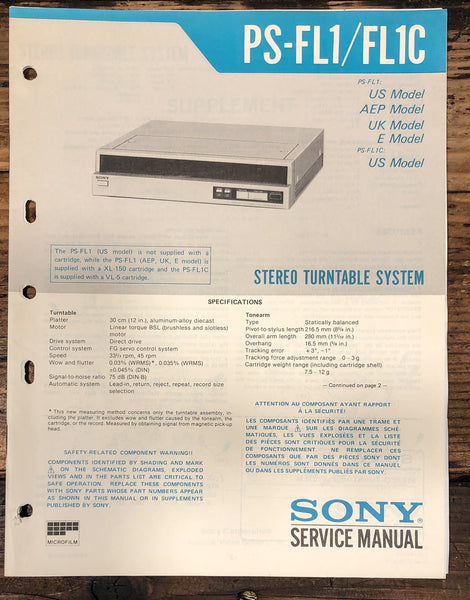 PS-FL1/FL1C
PS-FL1:
US Model
AEP Model
UK Model
E Model
PS-FL1C:
US Model
SONY
The PS-FL1 (US model) is not supplied with a
cartridge, while the PS-FL1 (AEP, UK, E model) is
supplied with a XL-150 cartridge and the PS-FL1C
is supplied with a VL-5 cartridge.
STEREO TURNTABLE SYSTEM
SPECIFICATIONS
Turntable
Platter 30 cm (12 in.), aluminum-alloy diecast
Motor Linear torque BSL (brushless and slotless)
motor
Drive system Direct drive
Control system FG servo control system
Speed 33⅓ rpm, 45 rpm
Wow and flutter 0.03% (WRMS)*, 0.035% (WRMS)
±0.045% (DIN)
Signal-to-noise ratio 75 dB (DIN-B)
Automatic system Lead-in, return, reject, repeat, record size
selection
* This new measuring method concerns only the turntable assembly, in-
cluding the platter. It excludes wow and flutter caused by the tonearm, the
cartridge, or the record. Measured by obtaining signal from magnetic pick-up
head.
Tonearm
Type Statically balanced
Pivot-to-stylus length 216.5 mm (8⅝ in.)
Overall arm length 280 mm (11 in.)
Overhang 16.5 mm ( in.)
Tracking error +3°, -1°
Tracking force adjustment range 0 – 3 g
Cartridge weight range (including cartridge shell)
7.5 – 12 g
— Continued on page 2 —
SAFETY-RELATED COMPONENT WARNING!!
COMPONENTS IDENTIFIED BY SHADING AND MARK
⚠ ON THE SCHEMATIC DIAGRAMS, EXPLODED
VIEWS AND IN THE PARTS LIST ARE CRITICAL TO
SAFE OPERATION. REPLACE THESE COMPONENTS
WITH SONY PARTS WHOSE PART NUMBERS APPEAR
AS SHOWN IN THIS MANUAL OR IN SUPPLEMENTS
PUBLISHED BY SONY.
ATTENTION AU COMPOSANT AYANT RAPPORT
À LA SÉCURITÉ!
LES COMPOSANTS IDENTIFIÉS PAR UNE TRAME ET
UNE MARQUE ⚠ SUR LES DIAGRAMMES SCHÉ-
MATIQUES, LES VUES EXPLOSÉES ET LA LISTE
DES PIÈCES SONT CRITIQUES POUR LA SÉCURITÉ
DE FONCTIONNEMENT. NE REMPLACER CES
COMPOSANTS QUE PAR DES PIÈCES SONY DONT
LES NUMÉROS SONT DONNÉS DANS CE MANUEL
OU DANS LES SUPPLÉMENTS PUBLIÉS PAR SONY.
MICROFILM
SONY®
SERVICE MANUAL